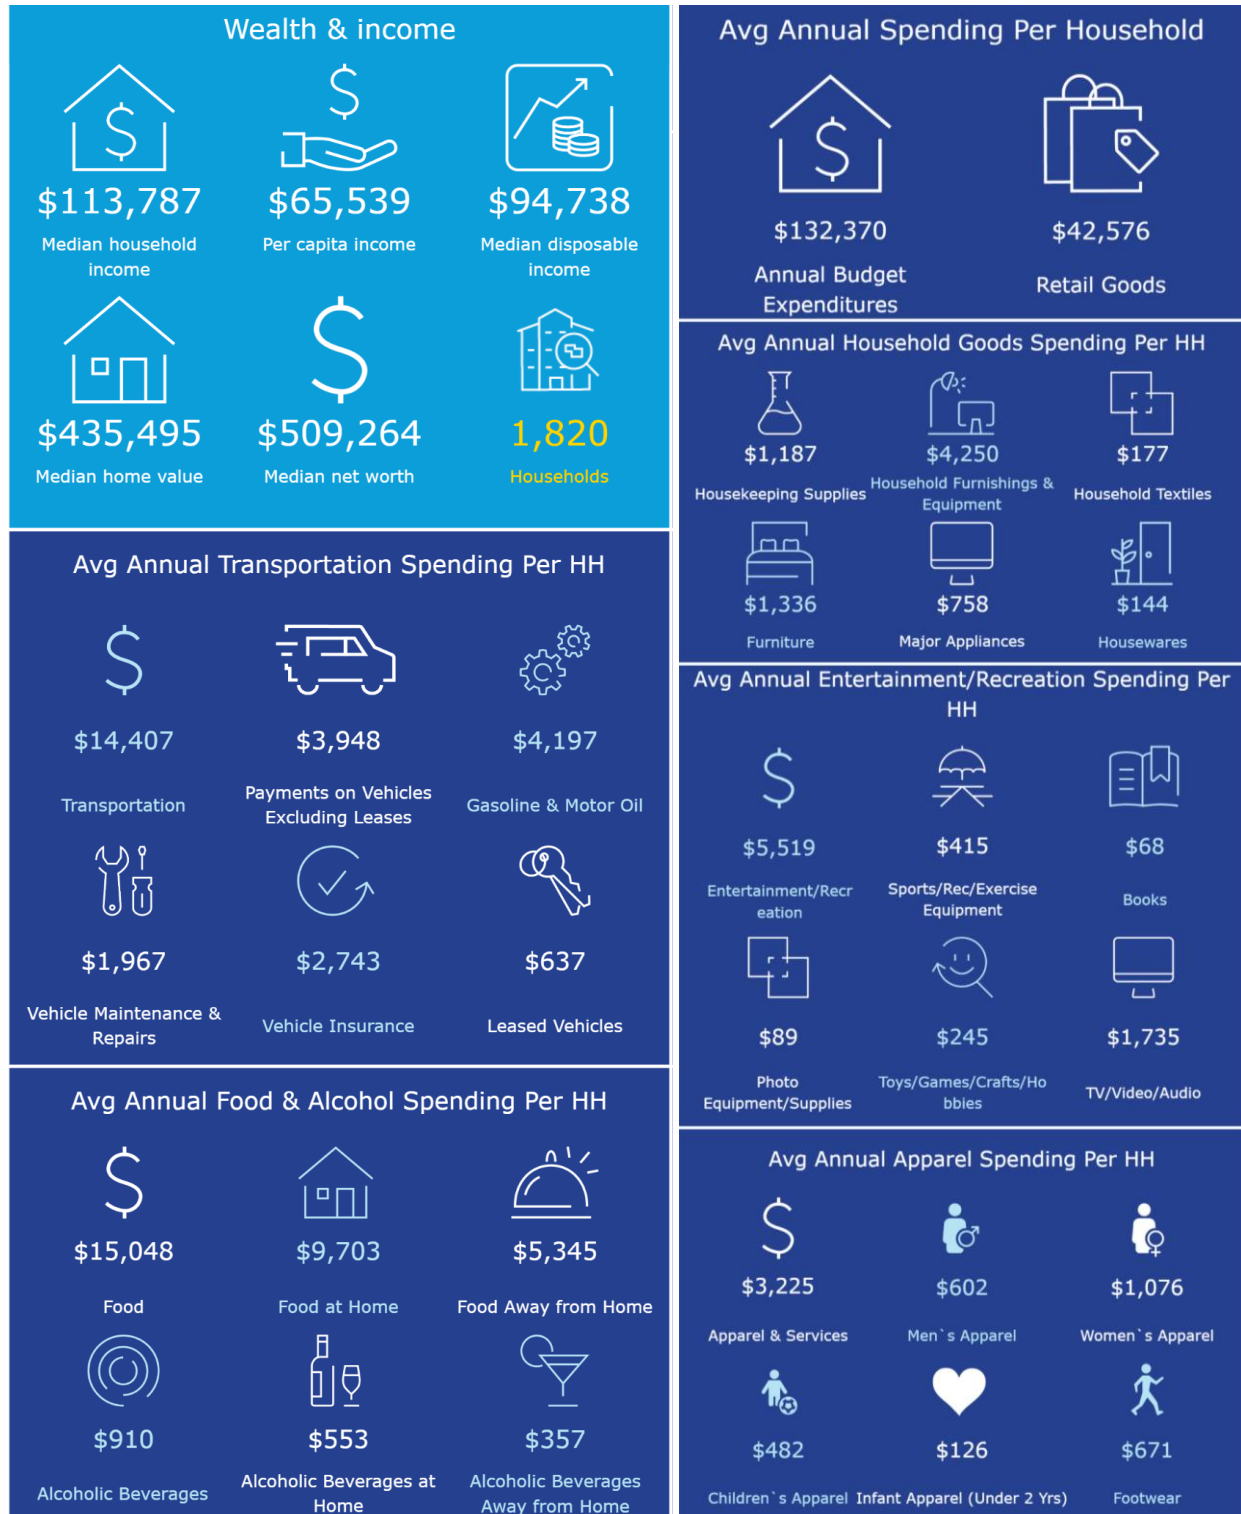 Wealth & income
$113,787
Median household
income
$65,539
Per capita income
$94,738
Median disposable
income
$435,495
Median home value
$509,264
Median net worth
1,820
Households
Avg Annual Transportation Spending Per HH
$14,407
Transportation
$3,948
Payments on Vehicles
Excluding Leases
$4,197
Gasoline & Motor Oil
$1,967
Vehicle Maintenance &
Repairs
$2,743
Vehicle Insurance
$637
Leased Vehicles
Avg Annual Food & Alcohol Spending Per HH
$15,048
Food
$9,703
Food at Home
$5,345
Food Away from Home
$910
Alcoholic Beverages
$553
Alcoholic Beverages at
Home
$357
Alcoholic Beverages
Away from Home
Avg Annual Spending Per Household
$132,370
Annual Budget
Expenditures
$42,576
Retail Goods
Avg Annual Household Goods Spending Per HH
$1,187
Housekeeping Supplies
$4,250
Household Furnishings &
Equipment
$177
Household Textiles
$1,336
Furniture
$758
Major Appliances
$144
Housewares
Avg Annual Entertainment/Recreation Spending Per
HH
$5,519
Entertainment/Recr
eation
$415
Sports/Rec/Exercise
Equipment
$68
Books
$89
Photo
Equipment/Supplies
$245
Toys/Games/Crafts/Ho
bbies
$1,735
TV/Video/Audio
Avg Annual Apparel Spending Per HH
$3,225
Apparel & Services
$602
Men`s Apparel
$1,076
Women`s Apparel
$482
Children`s Apparel
$126
Infant Apparel (Under 2 Yrs)
$671
Footwear